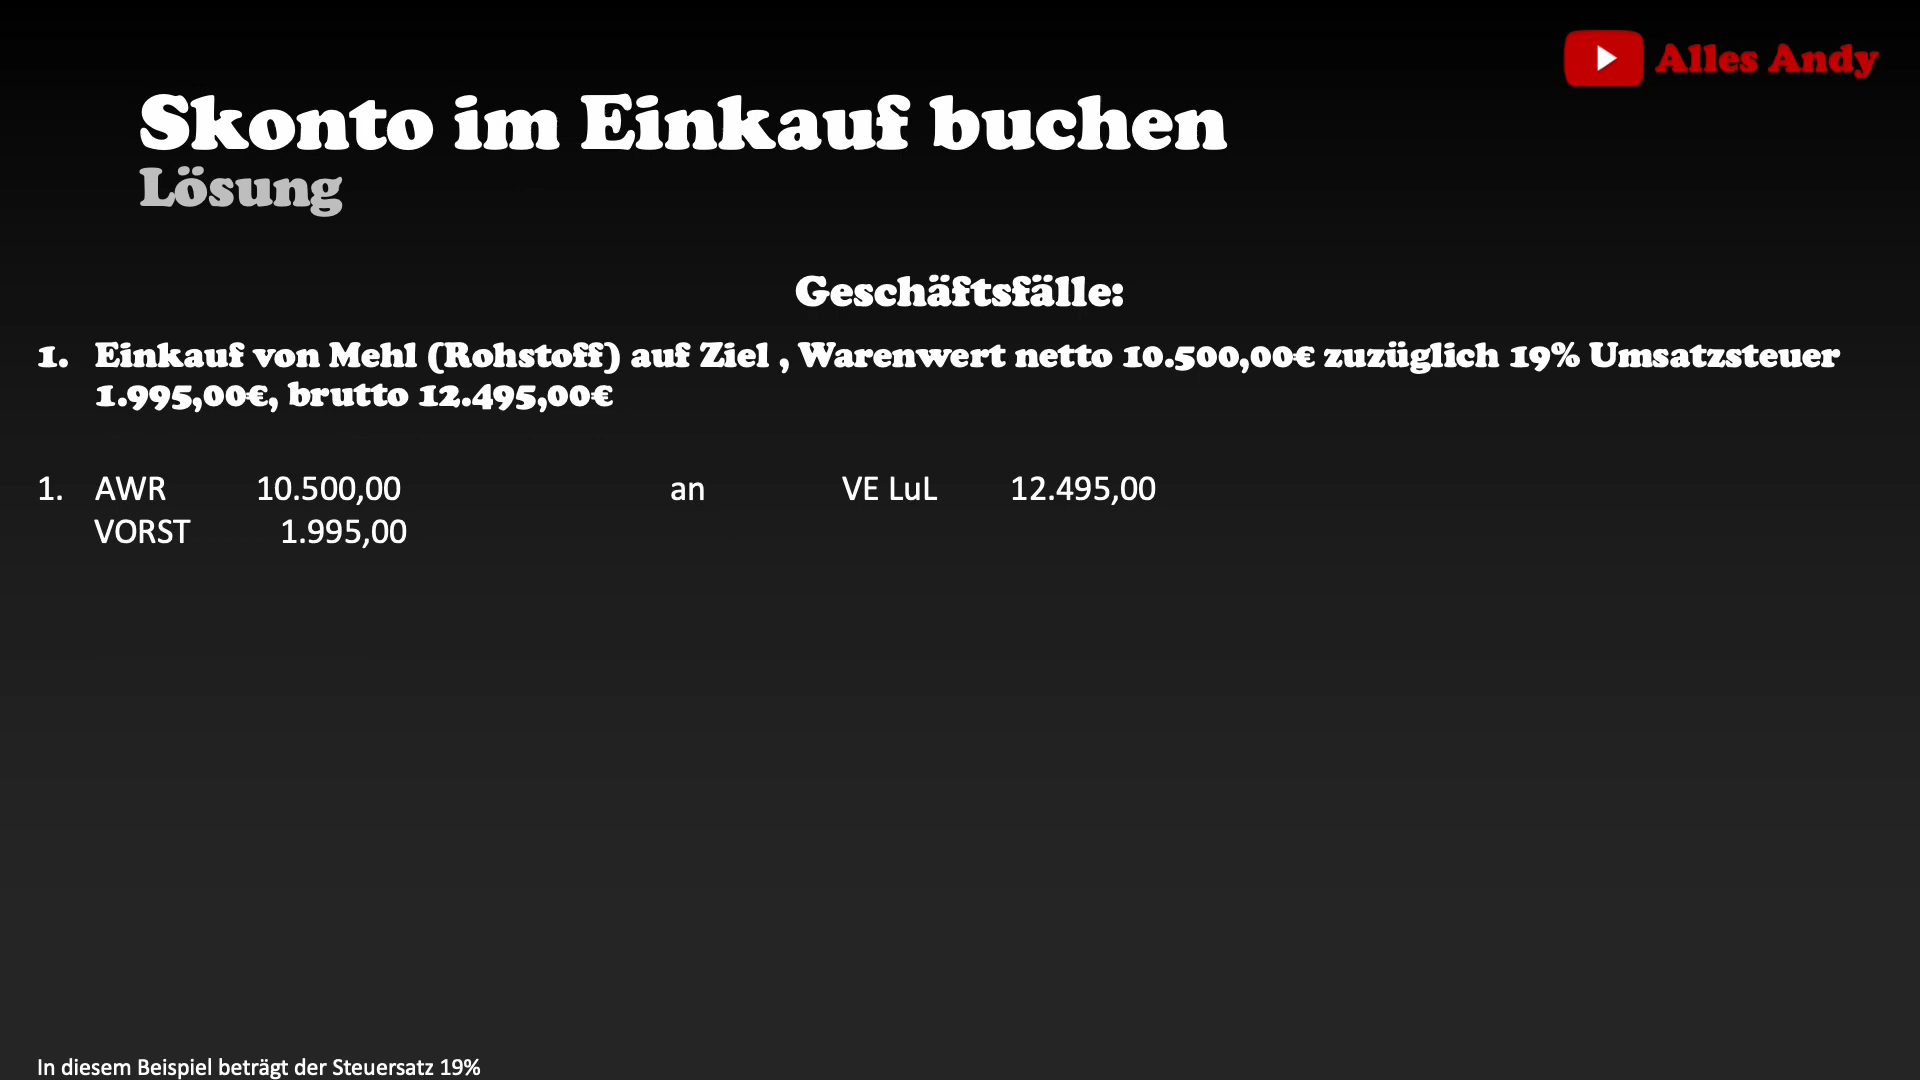 Alles Andy
Skonto im Einkauf buchen
Lösung
Geschäftsfälle:
1. Einkauf von Mehl (Rohstoff) auf Ziel , Warenwert netto 10.500,00€ zuzüglich 19% Umsatzsteuer
1.995,00€, brutto 12.495,00€
1. AWR 10.500,00 an VE LuL 12.495,00
VORST 1.995,00
In diesem Beispiel beträgt der Steuersatz 19%